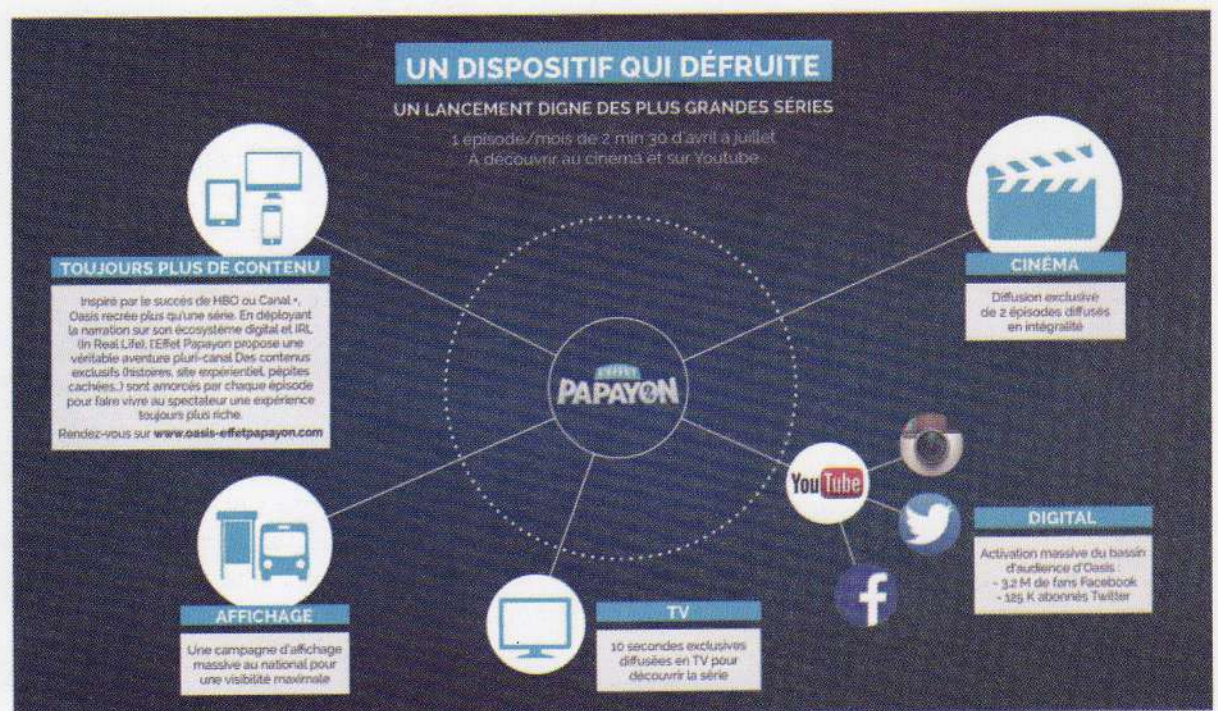 UN DISPOSITIF QUI DÉFRUITE
UN LANCEMENT DIGNE DES PLUS GRANDES SÉRIES
1 épisode/mois de 2 min 30 d'avril à juillet
À découvrir au cinéma et sur Youtube
TOUJOURS PLUS DE CONTENU
Inspiré par le succès de HBO ou Canal +,
Oasis recrée plus qu'une série. En déployant
la narration sur son écosystème digital et IRL
(In Real Life), l'Effet Papayon propose une
véritable aventure pluri-canal Des contenus
exclusifs (histoires, site expérientiel, pépites
cachées...) sont amorcés par chaque épisode
pour faire vivre au spectateur une expérience
toujours plus riche.
Rendez-vous sur www.oasis-effetpapayon.com
CINÉMA
Diffusion exclusive
de 2 épisodes diffusés
en intégralité
L'EFFET
PAPAYON
YouTube
DIGITAL
Activation massive du bassin
d'audience d'Oasis :
- 3,2 M de fans Facebook
- 125 K abonnés Twitter
AFFICHAGE
Une campagne d'affichage
massive au national pour
une visibilité maximale
TV
10 secondes exclusives
diffusées en TV pour
découvrir la série